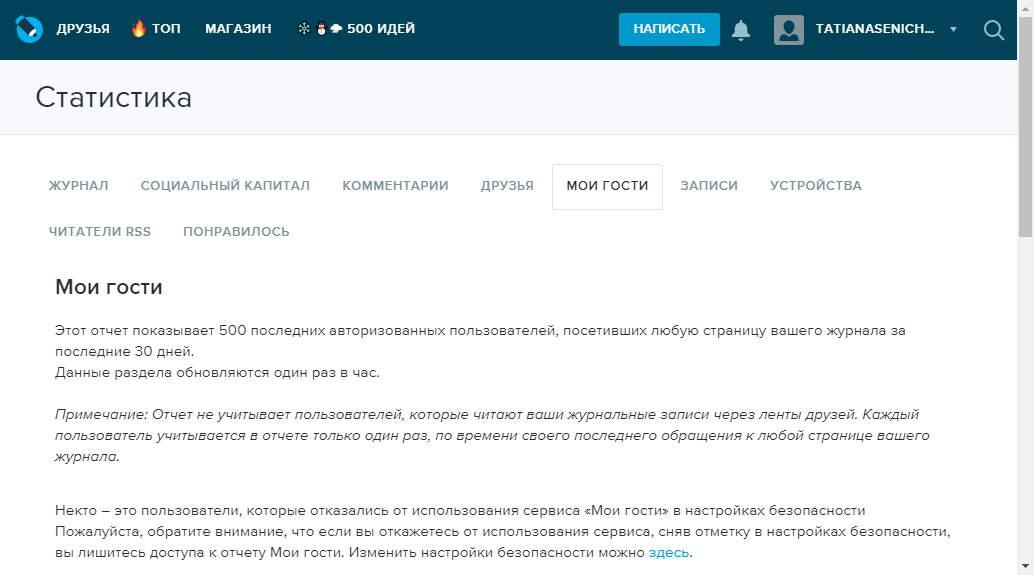 ДРУЗЬЯ ТОП МАГАЗИН 500 ИДЕЙ НАПИСАТЬ TATIANASENICH...
Статистика
ЖУРНАЛ СОЦИАЛЬНЫЙ КАПИТАЛ КОММЕНТАРИИ ДРУЗЬЯ МОИ ГОСТИ ЗАПИСИ УСТРОЙСТВА
ЧИТАТЕЛИ RSS ПОНРАВИЛОСЬ
Мои гости
Этот отчет показывает 500 последних авторизованных пользователей, посетивших любую страницу вашего журнала за
последние 30 дней.
Данные раздела обновляются один раз в час.
Примечание: Отчет не учитывает пользователей, которые читают ваши журнальные записи через ленты друзей. Каждый
пользователь учитывается в отчете только один раз, по времени своего последнего обращения к любой странице вашего
журнала.
Некто – это пользователи, которые отказались от использования сервиса «Мои гости» в настройках безопасности
Пожалуйста, обратите внимание, что если вы откажетесь от использования сервиса, сняв отметку в настройках безопасности,
вы лишитесь доступа к отчету Мои гости. Изменить настройки безопасности можно здесь.